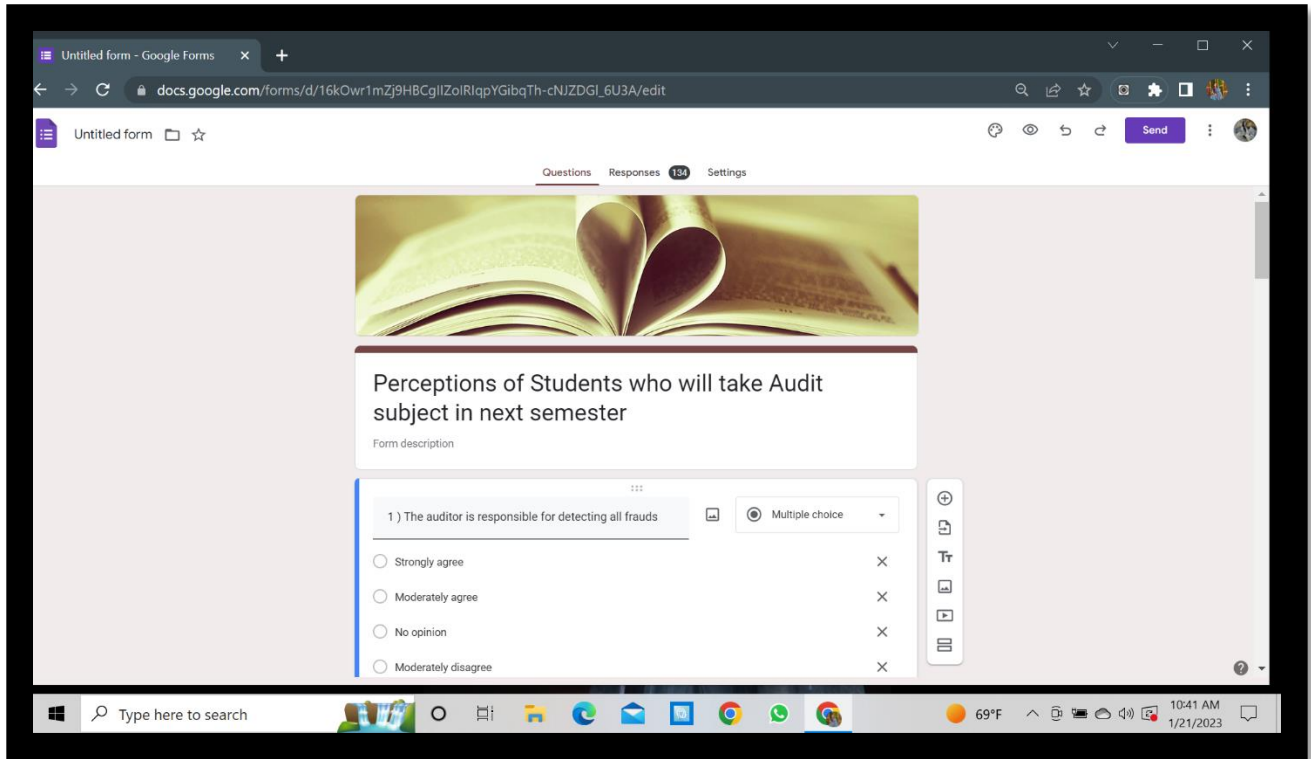 Untitled form - Google Forms
docs.google.com/forms/d/16kOwr1mZj9HBCgIIZolRIqpYGibqTh-cNJZDGl_6U3A/edit
Untitled form
Send
Questions Responses 134 Settings
Perceptions of Students who will take Audit
subject in next semester
Form description
1 ) The auditor is responsible for detecting all frauds
Multiple choice
Strongly agree
Moderately agree
No opinion
Moderately disagree
Type here to search
69°F
10:41 AM
1/21/2023